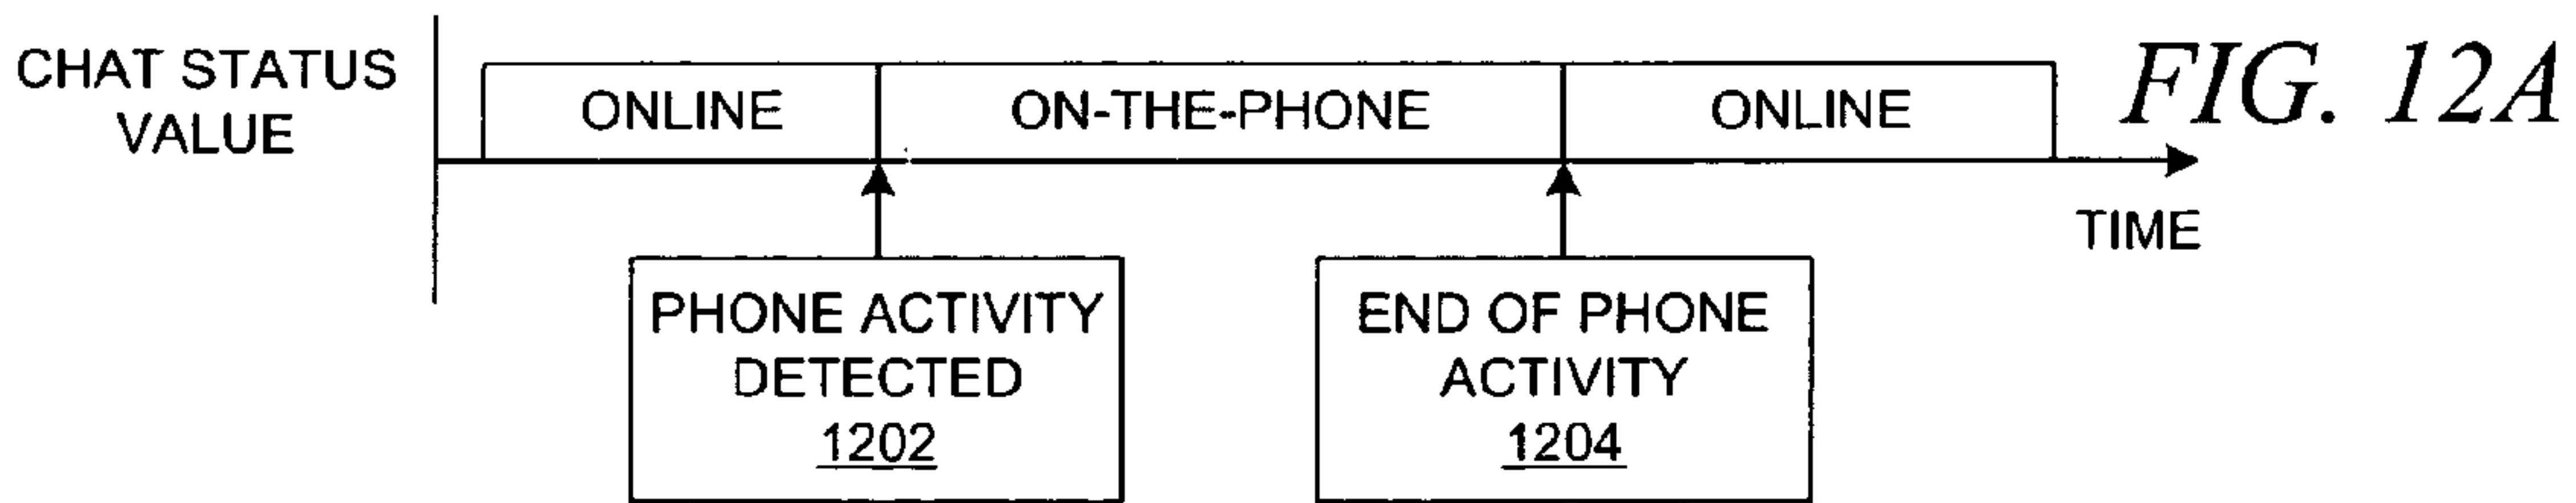 CHAT STATUS
VALUE
ONLINE
ON-THE-PHONE
ONLINE
FIG. 12A
TIME
PHONE ACTIVITY
DETECTED
1202
END OF PHONE
ACTIVITY
1204